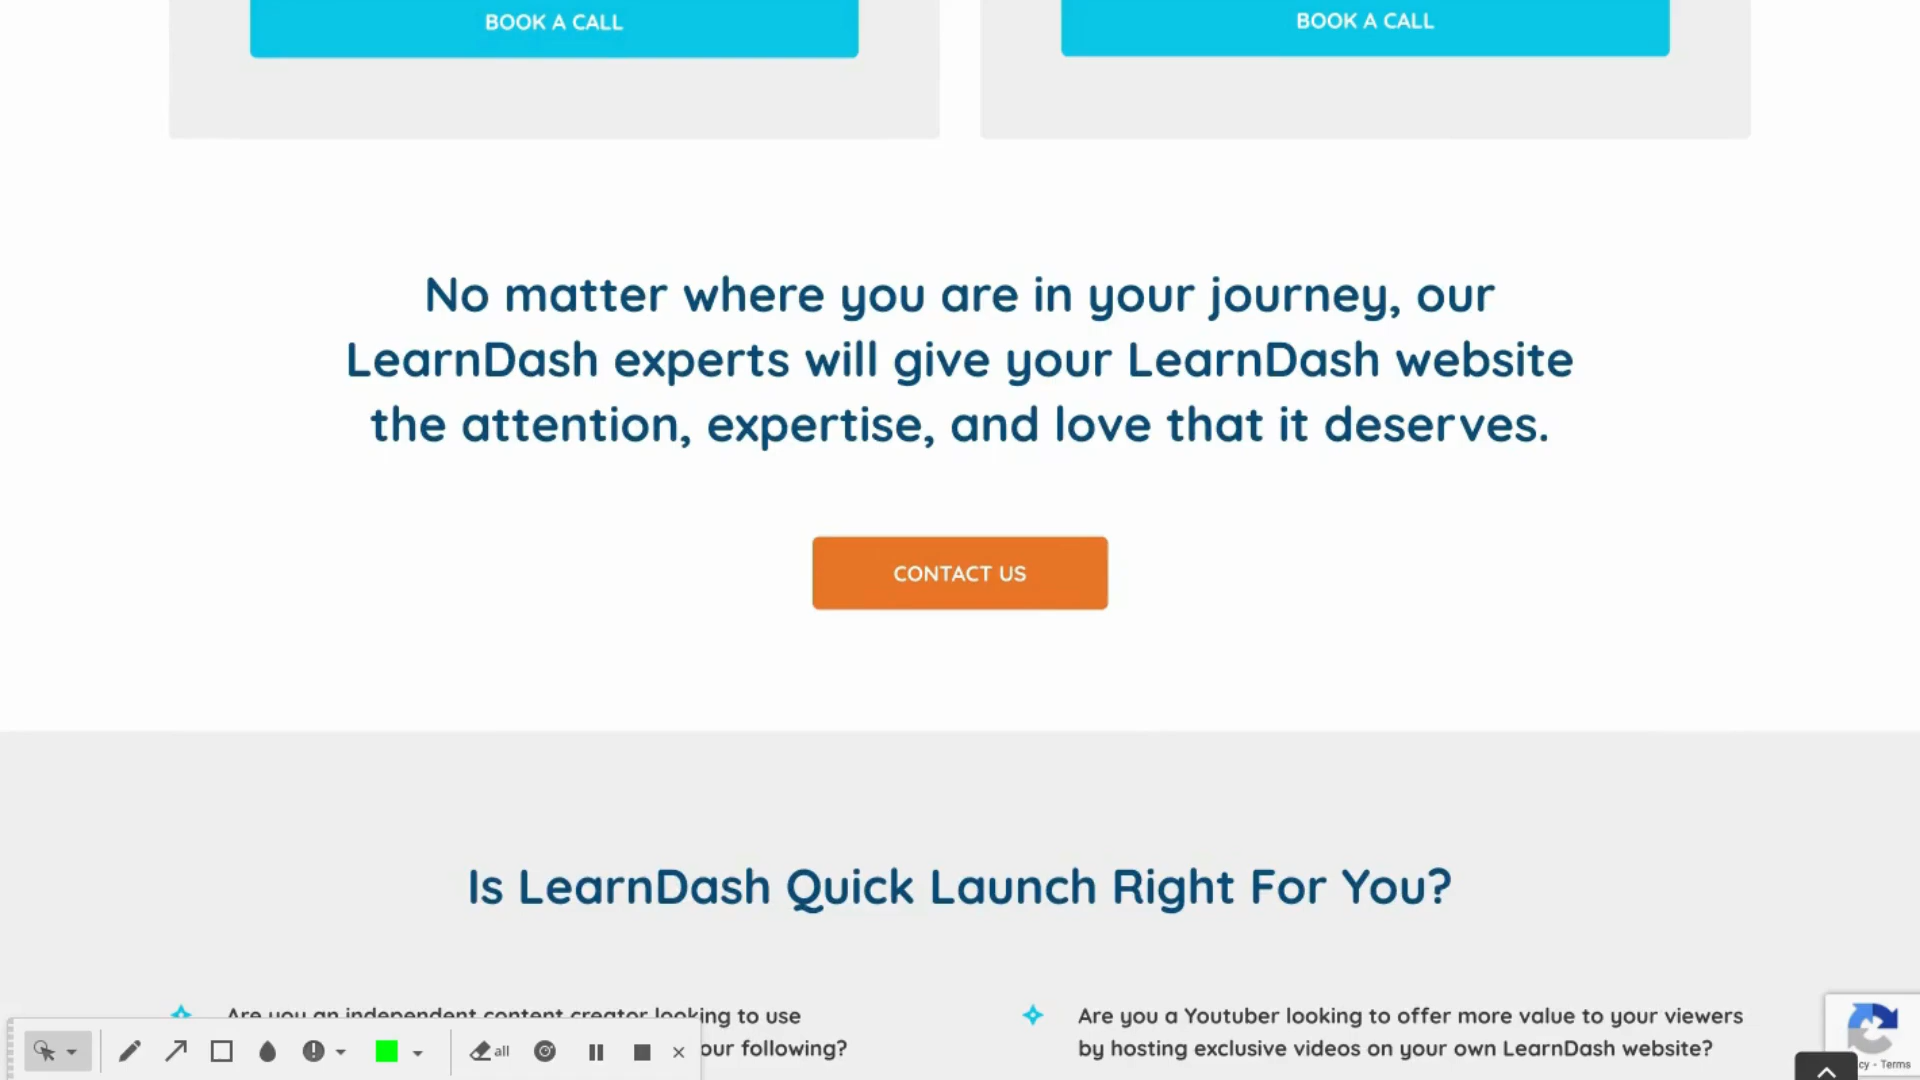 BOOK A CALL
BOOK A CALL
No matter where you are in your journey, our
LearnDash experts will give your LearnDash website
the attention, expertise, and love that it deserves.
CONTACT US
Is LearnDash Quick Launch Right For You?
Are you an independent content creator looking to use
our following?
Are you a Youtuber looking to offer more value to your viewers
by hosting exclusive videos on your own LearnDash website?
all
cy - Terms